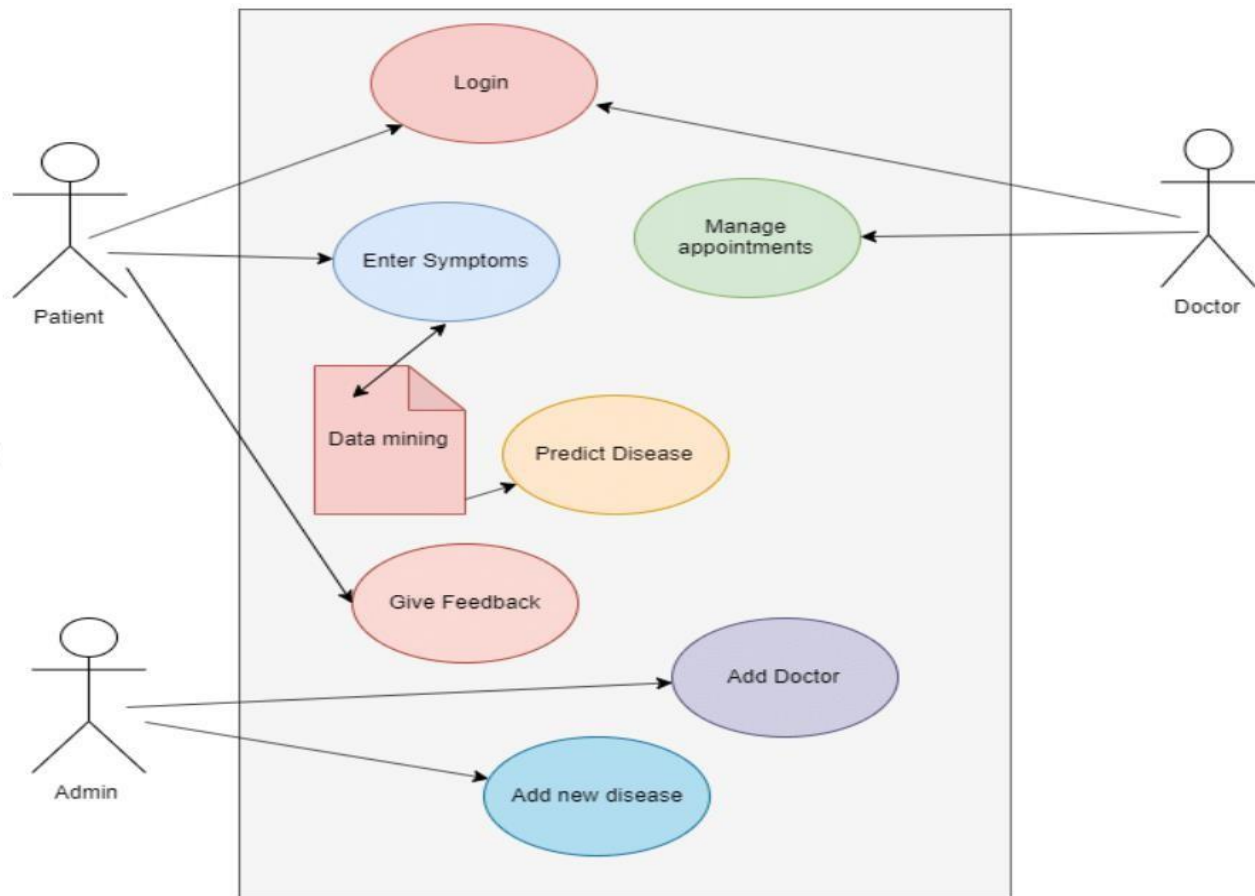 Login
Manage
appointments
Enter Symptoms
Patient
Doctor
Data mining
Predict Disease
Give Feedback
Add Doctor
Admin
Add new disease